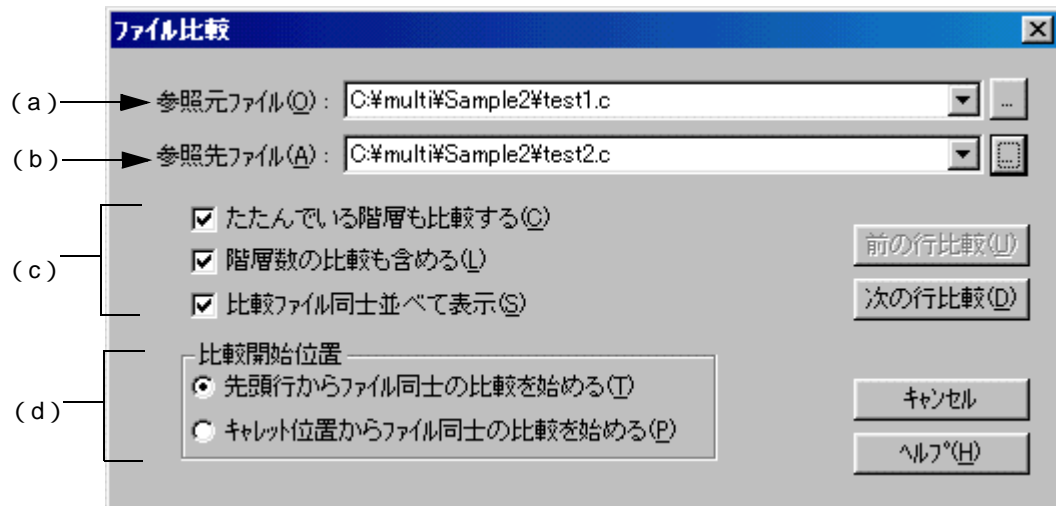 ファイル比較
(a) 参照元ファイル(O): C:¥multi¥Sample2¥test1.c ...
(b) 参照先ファイル(A): C:¥multi¥Sample2¥test2.c ...
(c)
たたんでいる階層も比較する(C)
階層数の比較も含める(L)
比較ファイル同士並べて表示(S)
前の行比較(U)
次の行比較(D)
(d)
比較開始位置
先頭行からファイル同士の比較を始める(T)
キャレット位置からファイル同士の比較を始める(P)
キャンセル
ヘルプ(H)